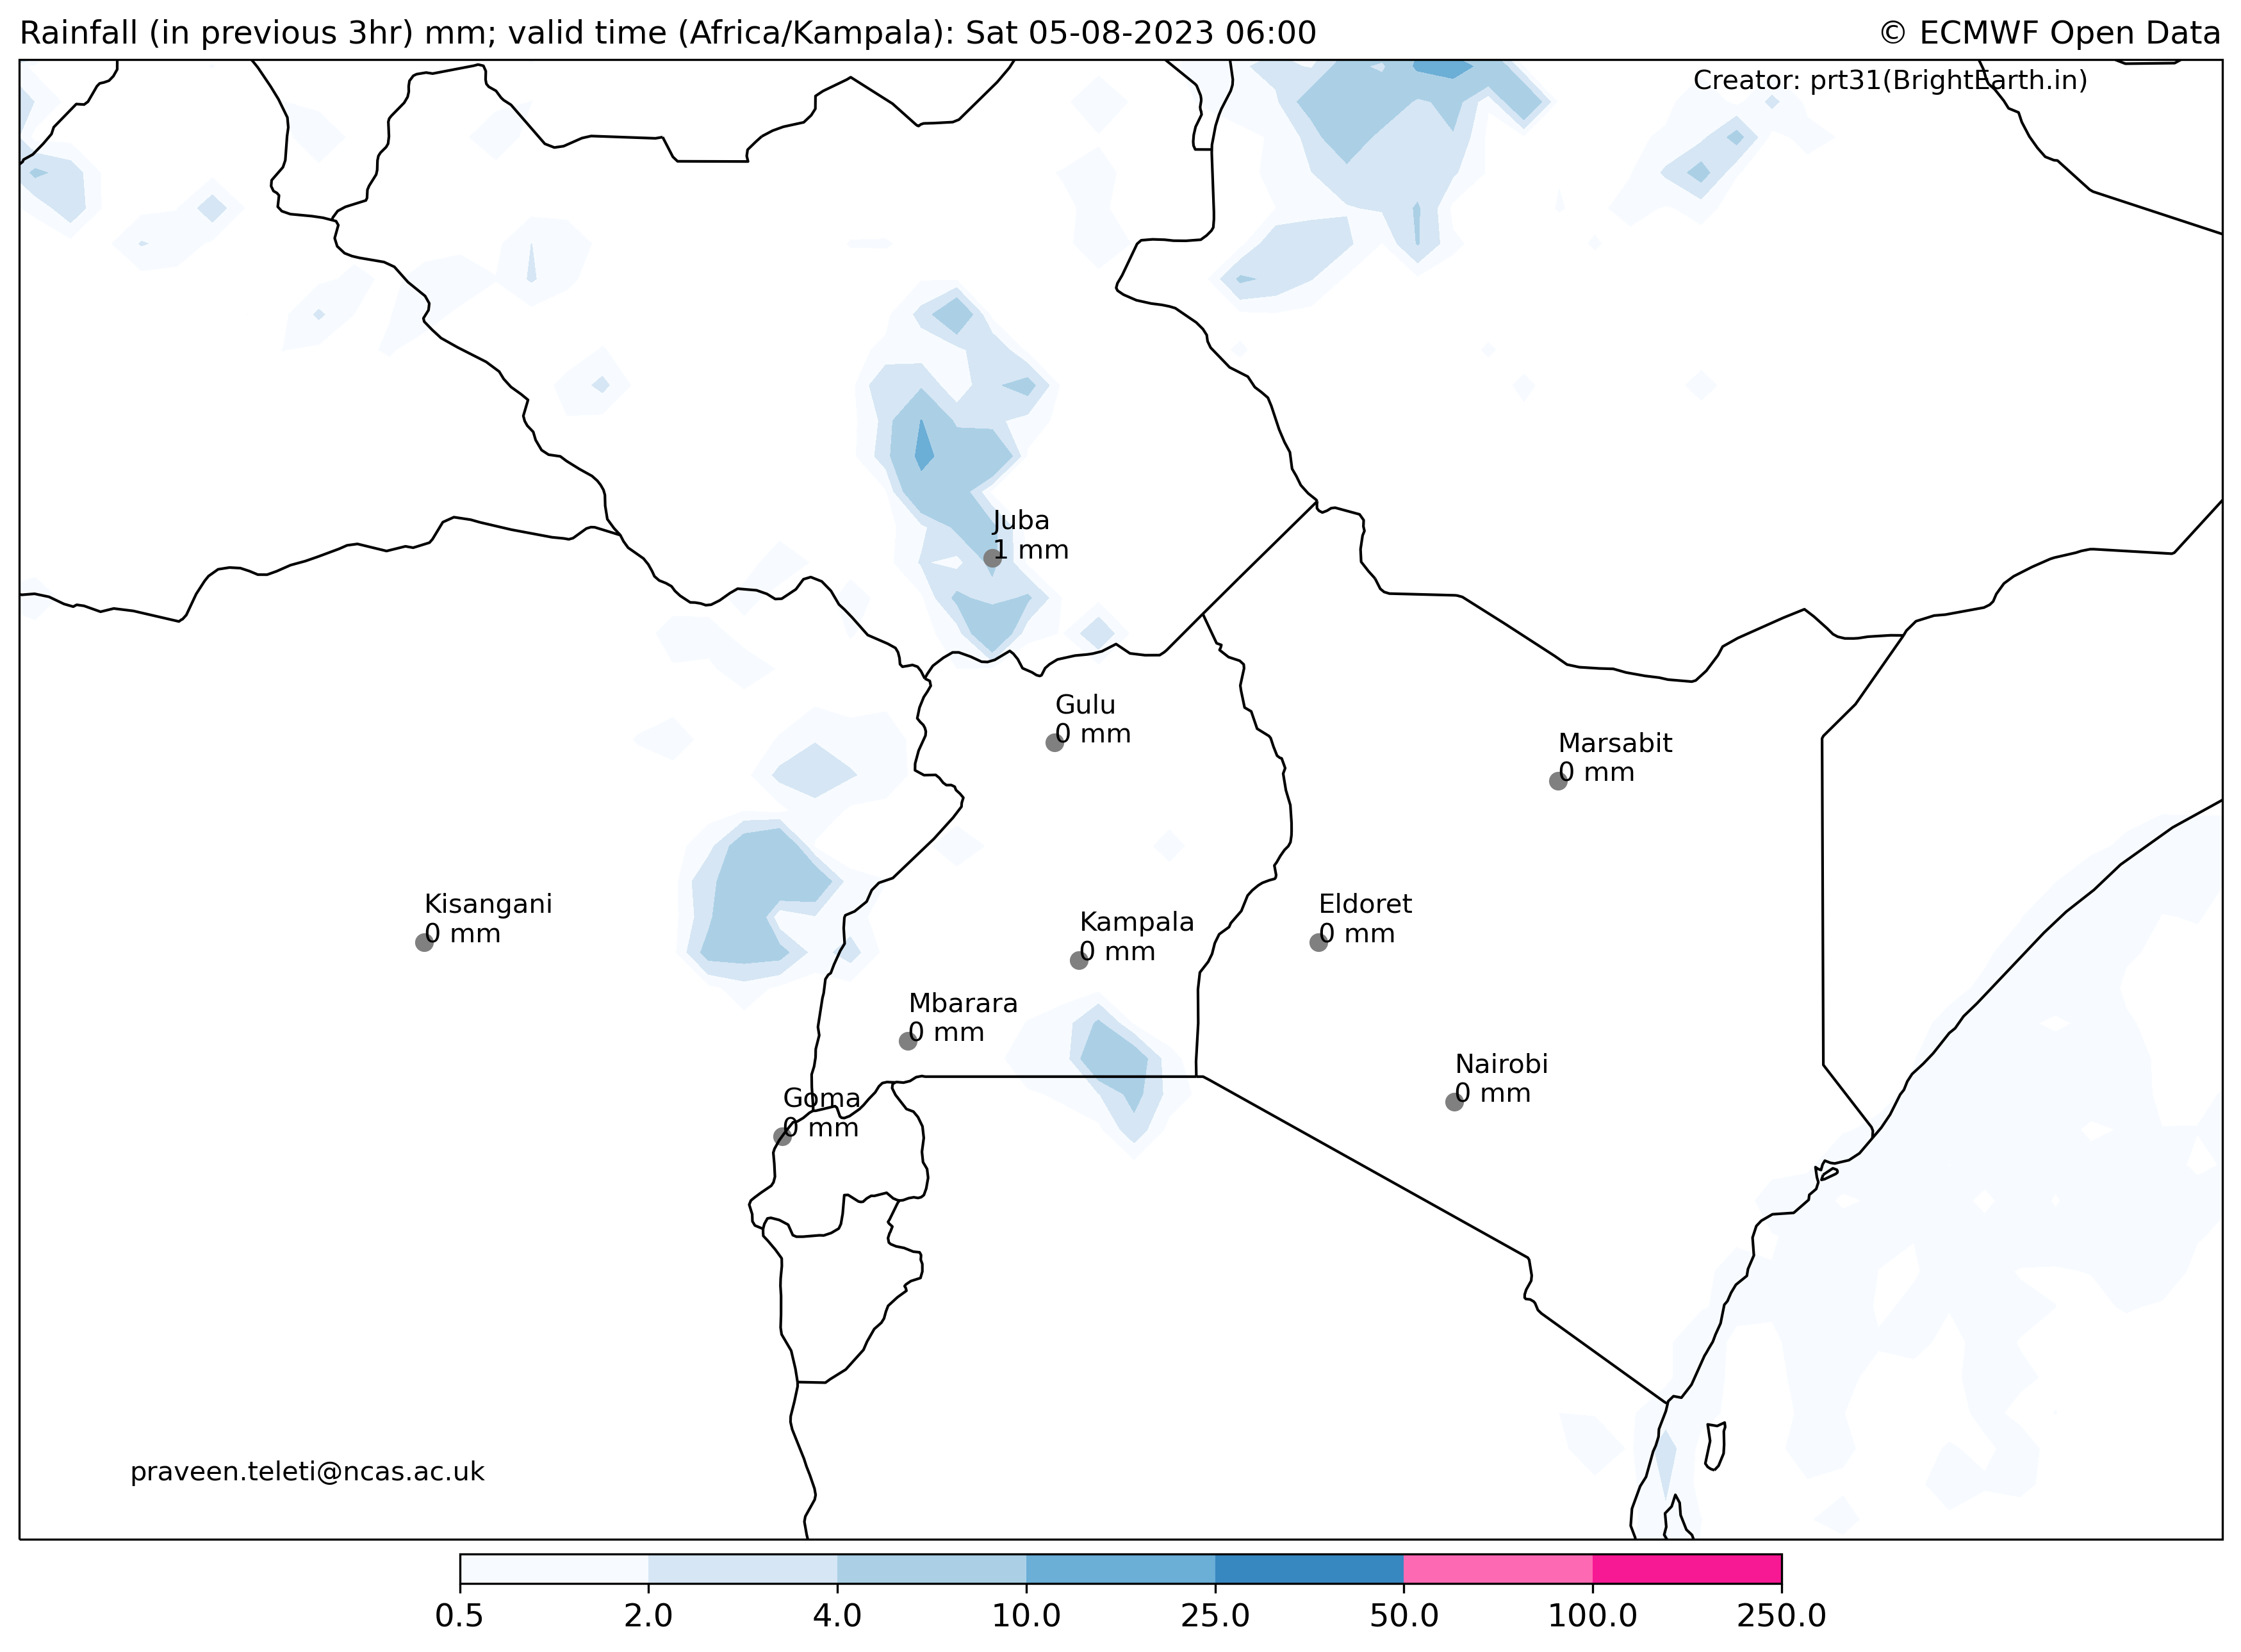 Rainfall (in previous 3hr) mm; valid time (Africa/Kampala): Sat 05-08-2023 06:00
© ECMWF Open Data
Creator: prt31(BrightEarth.in)
Juba
1 mm
Gulu
0 mm
Marsabit
0 mm
Kisangani
0 mm
Kampala
0 mm
Eldoret
0 mm
Mbarara
0 mm
Nairobi
0 mm
Goma
0 mm
praveen.teleti@ncas.ac.uk
0.5 2.0 4.0 10.0 25.0 50.0 100.0 250.0